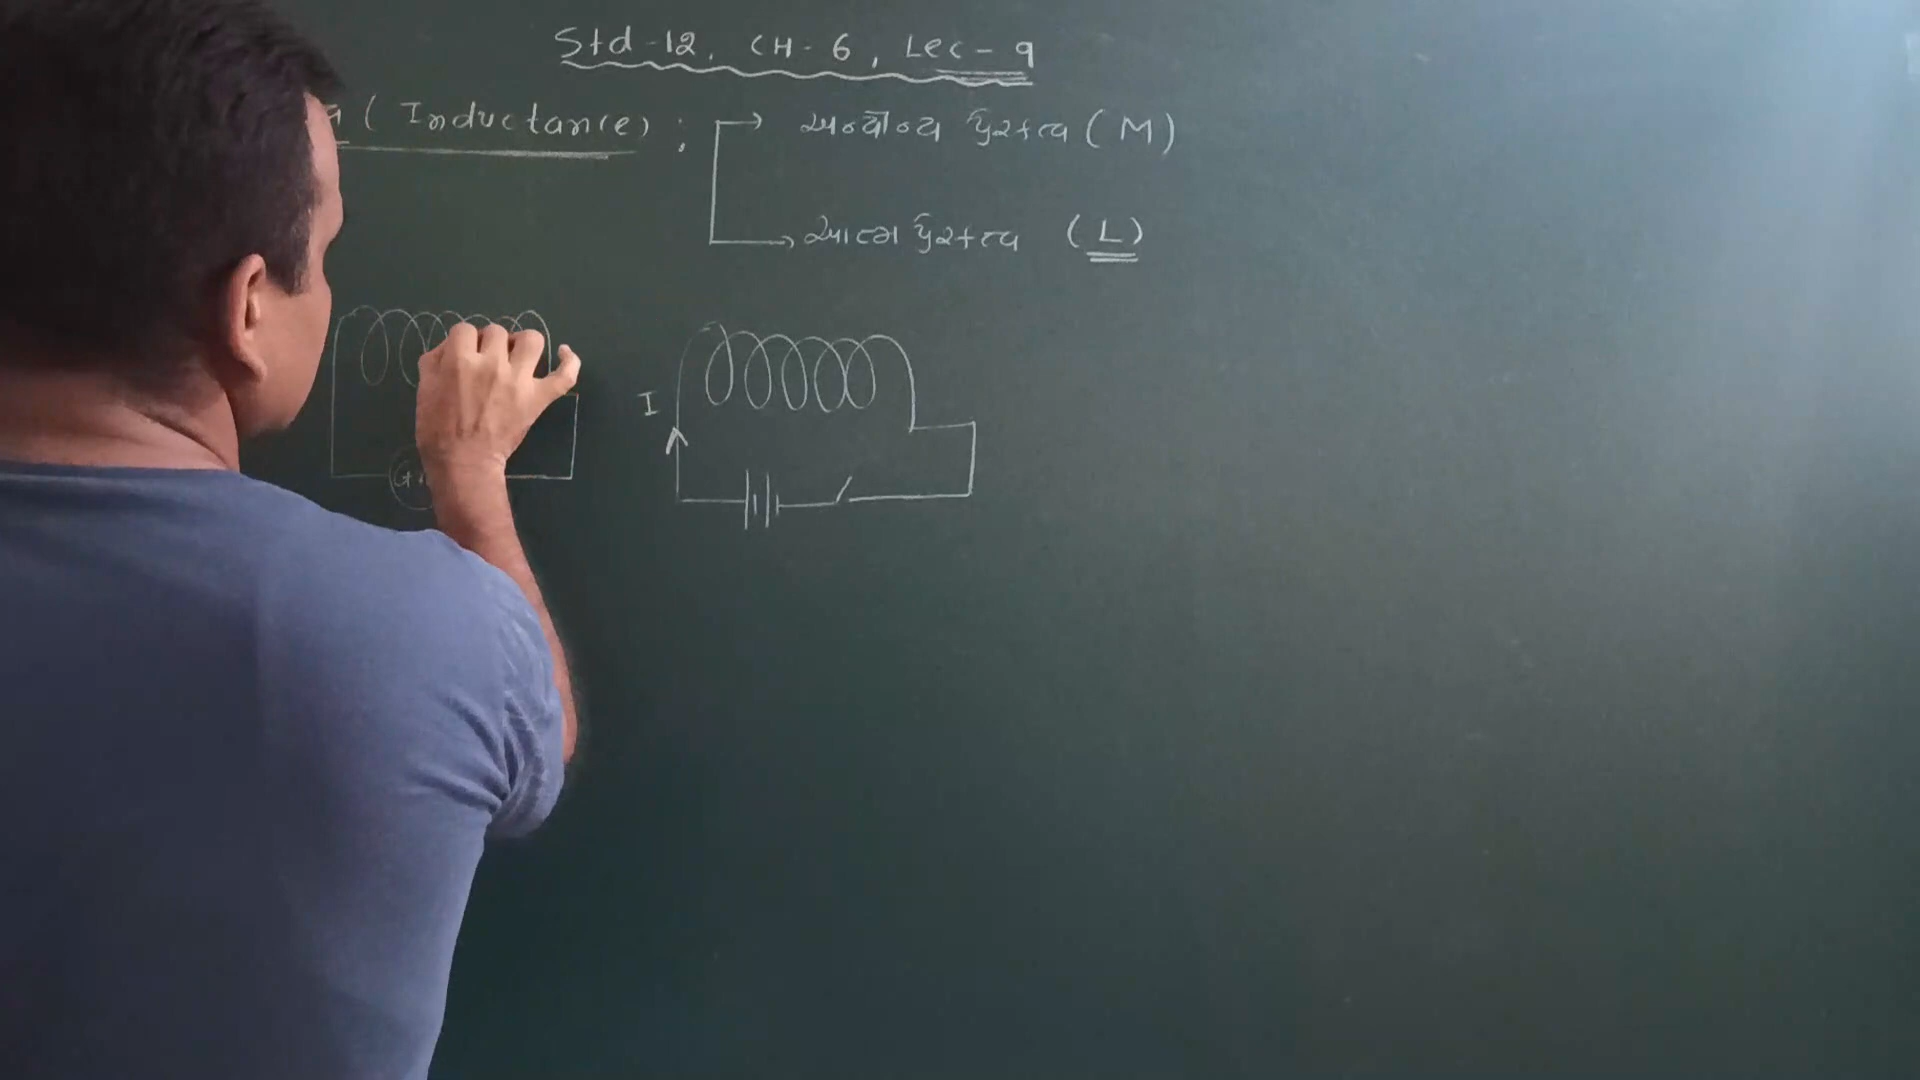 Std-12, CH-6, Lec-9
(Inductance) : → અન્યોન્ય પ્રેરકત્વ (M)
→ આત્મ પ્રેરકત્વ (L)
I
G